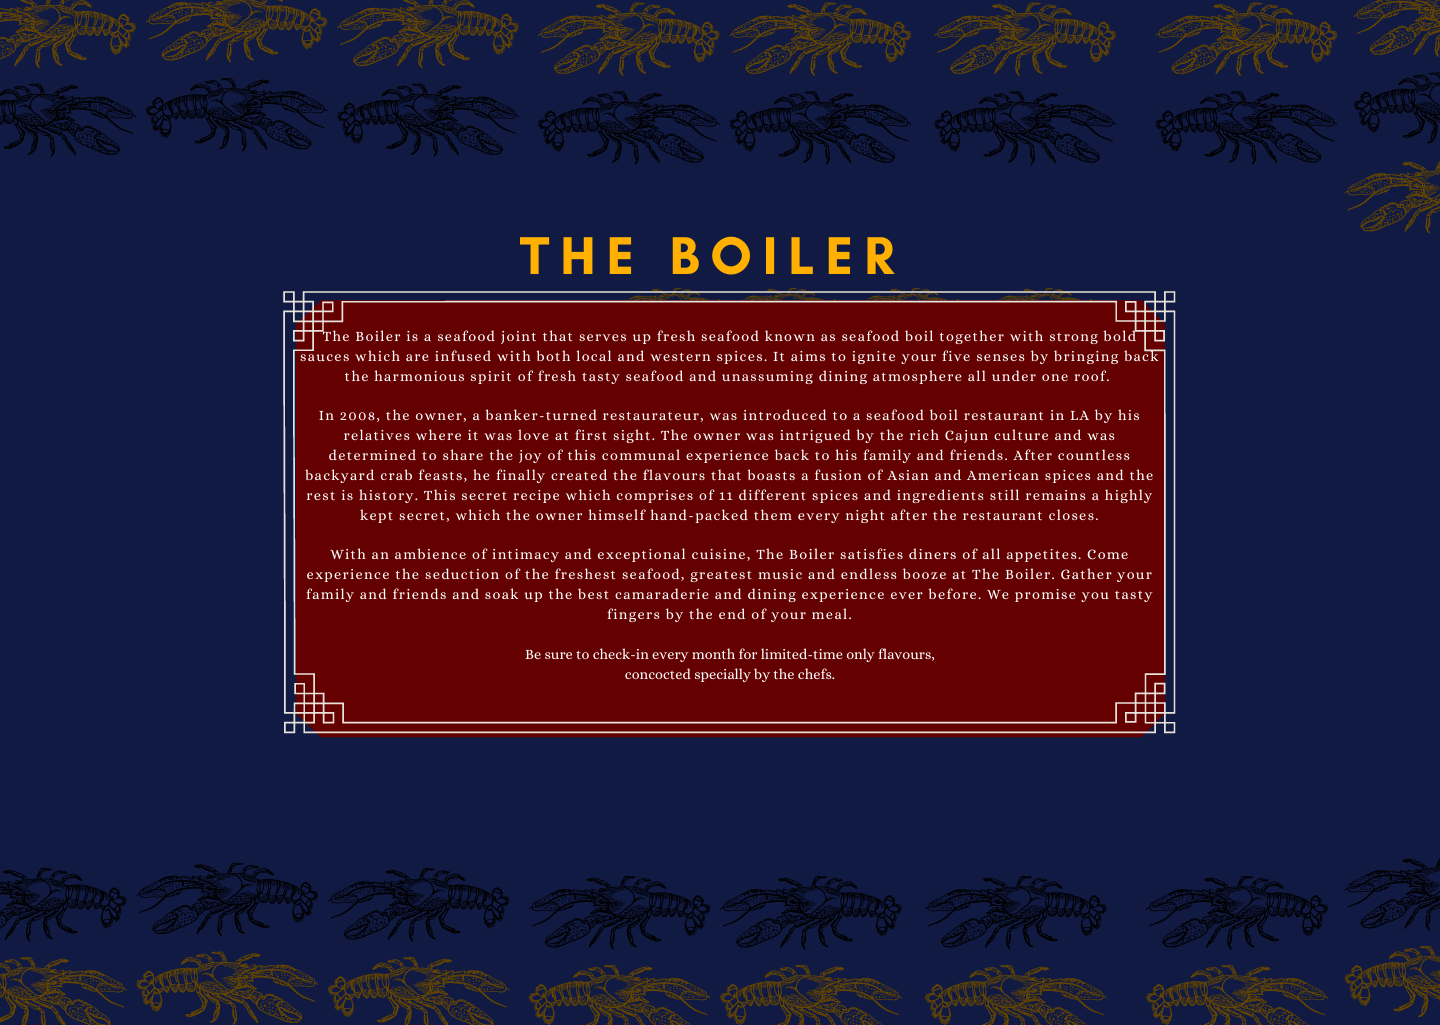 THE BOILER
The Boiler is a seafood joint that serves up fresh seafood known as seafood boil together with strong bold
sauces which are infused with both local and western spices. It aims to ignite your five senses by bringing back
the harmonious spirit of fresh tasty seafood and unassuming dining atmosphere all under one roof.
In 2008, the owner, a banker-turned restaurateur, was introduced to a seafood boil restaurant in LA by his
relatives where it was love at first sight. The owner was intrigued by the rich Cajun culture and was
determined to share the joy of this communal experience back to his family and friends. After countless
backyard crab feasts, he finally created the flavours that boasts a fusion of Asian and American spices and the
rest is history. This secret recipe which comprises of 11 different spices and ingredients still remains a highly
kept secret, which the owner himself hand-packed them every night after the restaurant closes.
With an ambience of intimacy and exceptional cuisine, The Boiler satisfies diners of all appetites. Come
experience the seduction of the freshest seafood, greatest music and endless booze at The Boiler. Gather your
family and friends and soak up the best camaraderie and dining experience ever before. We promise you tasty
fingers by the end of your meal.
Be sure to check-in every month for limited-time only flavours,
concocted specially by the chefs.